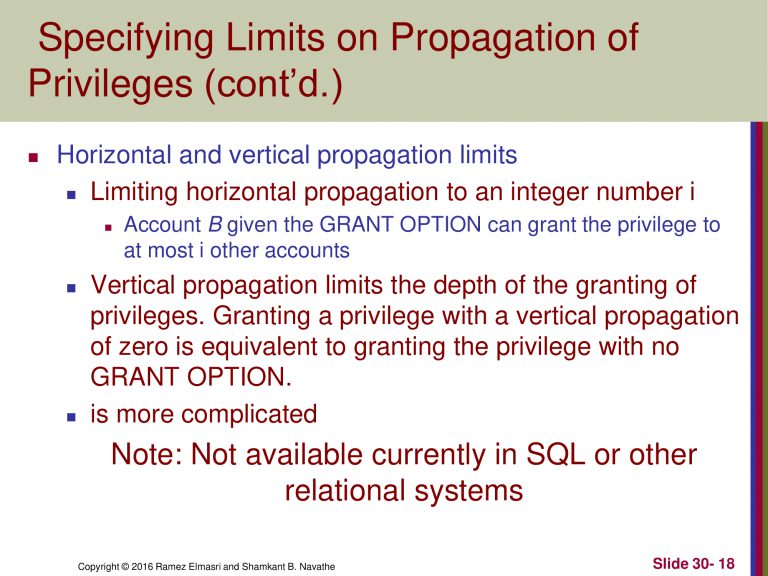 Specifying Limits on Propagation of
Privileges (cont’d.)
Horizontal and vertical propagation limits
Limiting horizontal propagation to an integer number i
Account B given the GRANT OPTION can grant the privilege to
at most i other accounts
Vertical propagation limits the depth of the granting of
privileges. Granting a privilege with a vertical propagation
of zero is equivalent to granting the privilege with no
GRANT OPTION.
is more complicated
Note: Not available currently in SQL or other
relational systems
Copyright © 2016 Ramez Elmasri and Shamkant B. Navathe
Slide 30- 18